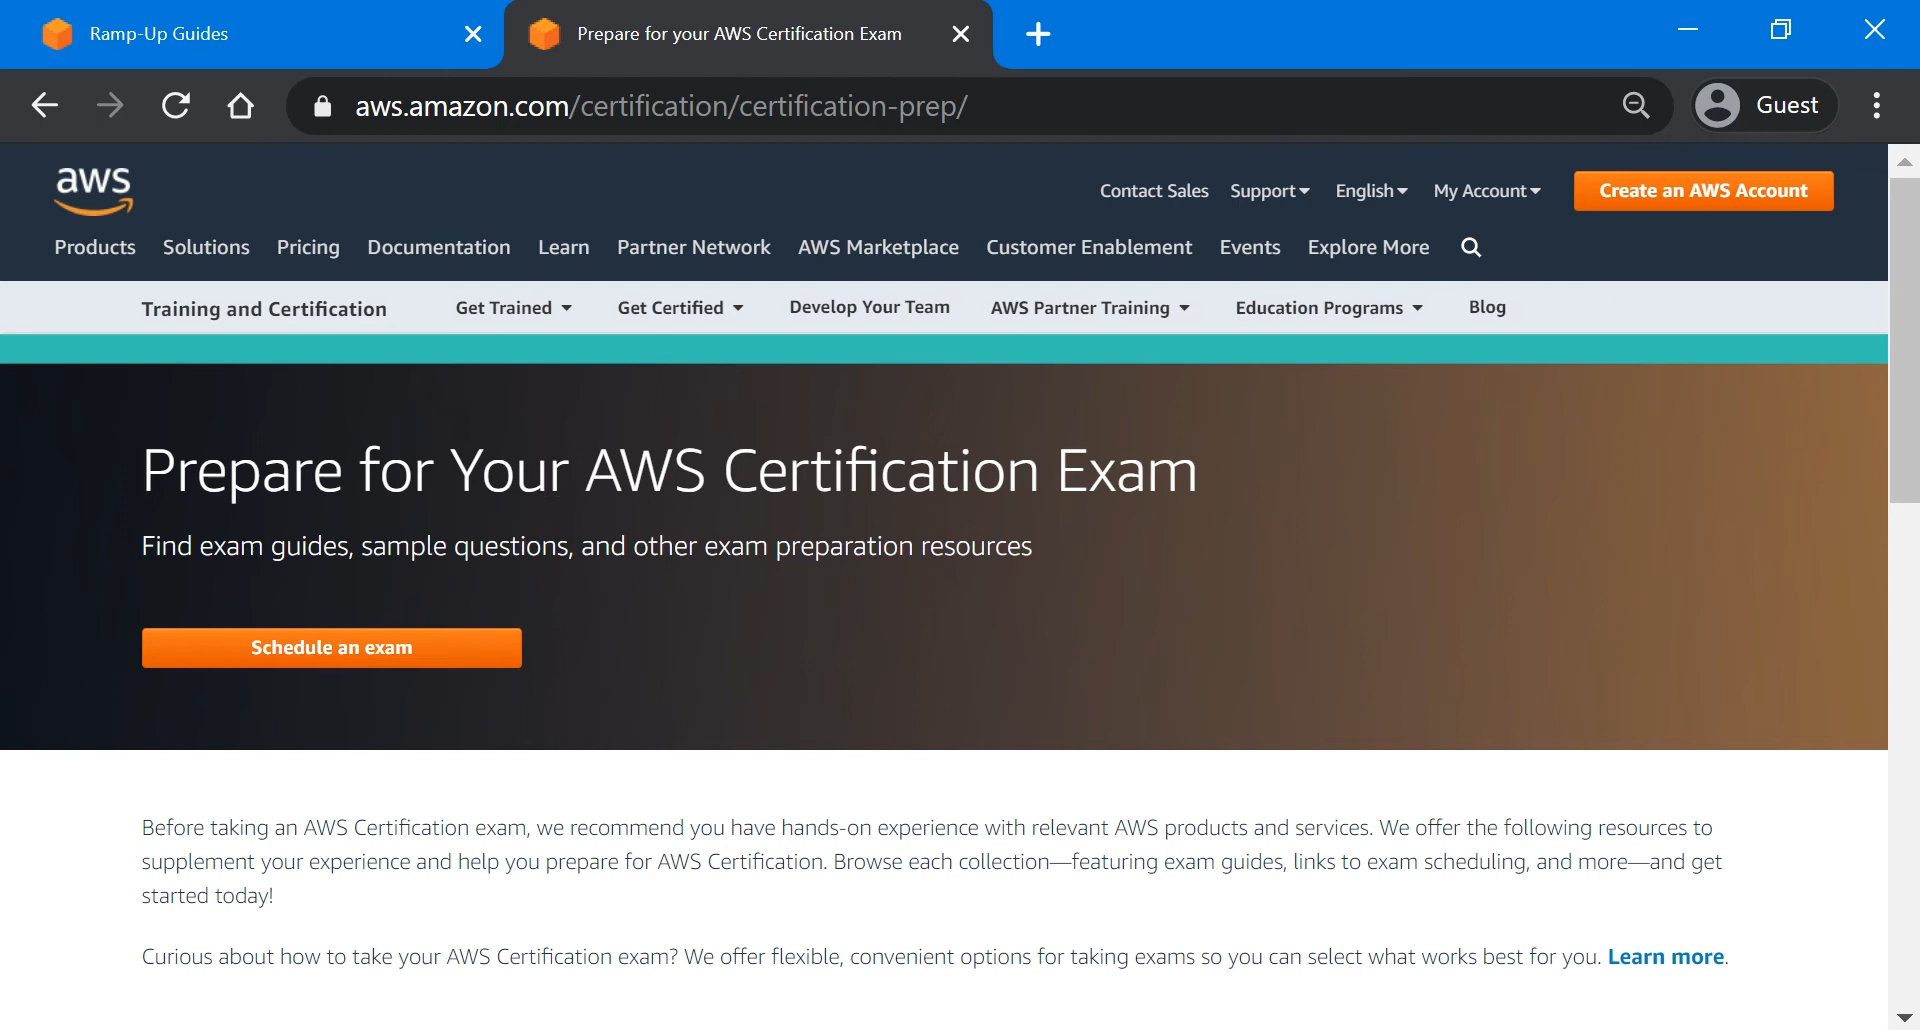 Ramp-Up Guides
Prepare for your AWS Certification Exam
aws.amazon.com/certification/certification-prep/
Guest
aws
Contact Sales Support English My Account Create an AWS Account
Products Solutions Pricing Documentation Learn Partner Network AWS Marketplace Customer Enablement Events Explore More
Training and Certification Get Trained Get Certified Develop Your Team AWS Partner Training Education Programs Blog
Prepare for Your AWS Certification Exam
Find exam guides, sample questions, and other exam preparation resources
Schedule an exam
Before taking an AWS Certification exam, we recommend you have hands-on experience with relevant AWS products and services. We offer the following resources to
supplement your experience and help you prepare for AWS Certification. Browse each collection—featuring exam guides, links to exam scheduling, and more—and get
started today!
Curious about how to take your AWS Certification exam? We offer flexible, convenient options for taking exams so you can select what works best for you. Learn more.